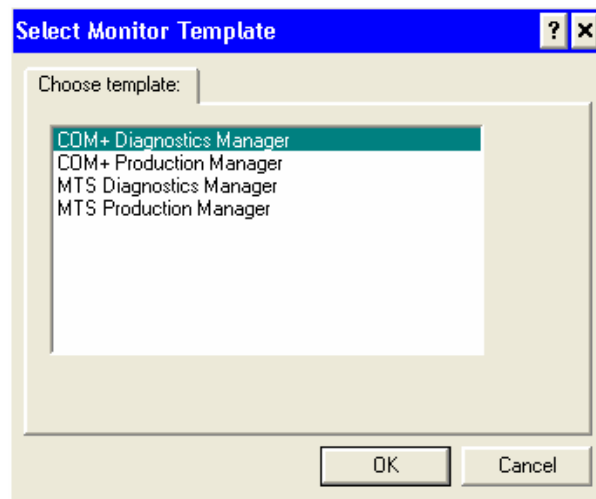 Select Monitor Template ? ×
Choose template:
COM+ Diagnostics Manager
COM+ Production Manager
MTS Diagnostics Manager
MTS Production Manager
OK Cancel